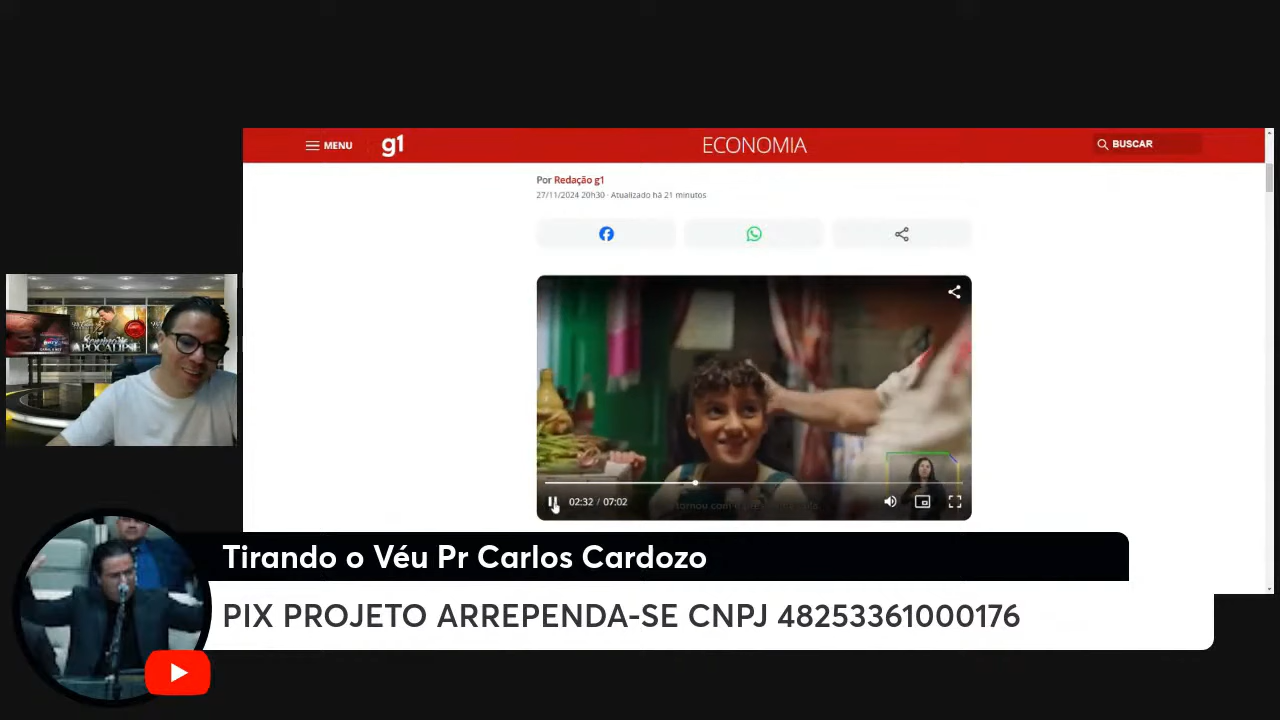 MENU
g1
ECONOMIA
BUSCAR
Por Redação g1
27/11/2024 20h30 · Atualizado há 21 minutos
02:32 / 07:02
APOCALIPSE
Tirando o Véu Pr Carlos Cardozo
PIX PROJETO ARREPENDA-SE CNPJ 48253361000176